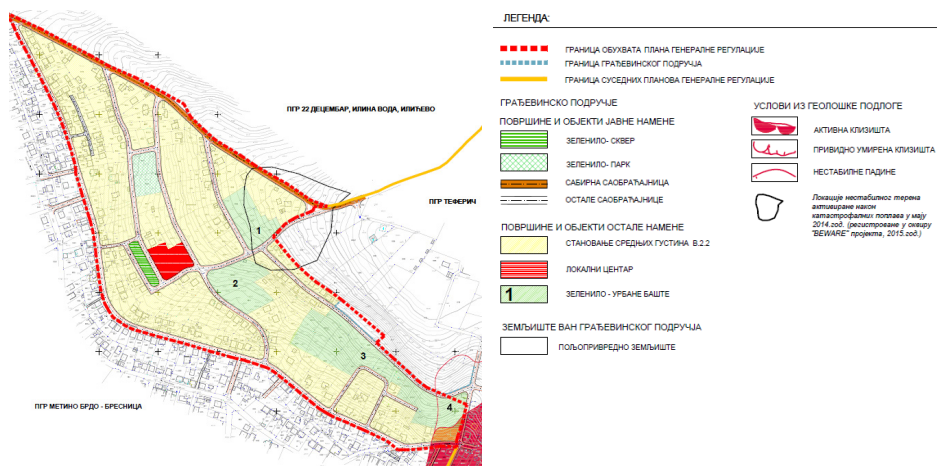 ПГР 22 ДЕЦЕМБАР, ИЛИНА ВОДА, ИЛИЋЕВО
ПГР ТЕФЕРИЧ
1
2
3
4
ПГР МЕТИНО БРДО - БРЕСНИЦА
ЛЕГЕНДА:
ГРАНИЦА ОБУХВАТА ПЛАНА ГЕНЕРАЛНЕ РЕГУЛАЦИЈЕ
ГРАНИЦА ГРАЂЕВИНСКОГ ПОДРУЧЈА
ГРАНИЦА СУСЕДНИХ ПЛАНОВА ГЕНЕРАЛНЕ РЕГУЛАЦИЈЕ
ГРАЂЕВИНСКО ПОДРУЧЈЕ
ПОВРШИНЕ И ОБЈЕКТИ ЈАВНЕ НАМЕНЕ
ЗЕЛЕНИЛО- СКВЕР
ЗЕЛЕНИЛО- ПАРК
САБИРНА САОБРАЋАЈНИЦА
ОСТАЛЕ САОБРАЋАЈНИЦЕ
ПОВРШИНЕ И ОБЈЕКТИ ОСТАЛЕ НАМЕНЕ
СТАНОВАЊЕ СРЕДЊИХ ГУСТИНА В.2.2
ЛОКАЛНИ ЦЕНТАР
1 ЗЕЛЕНИЛО - УРБАНЕ БАШТЕ
ЗЕМЉИШТЕ ВАН ГРАЂЕВИНСКОГ ПОДРУЧЈА
ПОЉОПРИВРЕДНО ЗЕМЉИШТЕ
УСЛОВИ ИЗ ГЕОЛОШКЕ ПОДЛОГЕ
АКТИВНА КЛИЗИШТА
ПРИВИДНО УМИРЕНА КЛИЗИШТА
НЕСТАБИЛНЕ ПАДИНЕ
Локације нестабилног терена
активиране након
катастрофалних поплава у мају
2014.год. (регистроване у оквиру
"BEWARE" пројекта, 2015.год.)